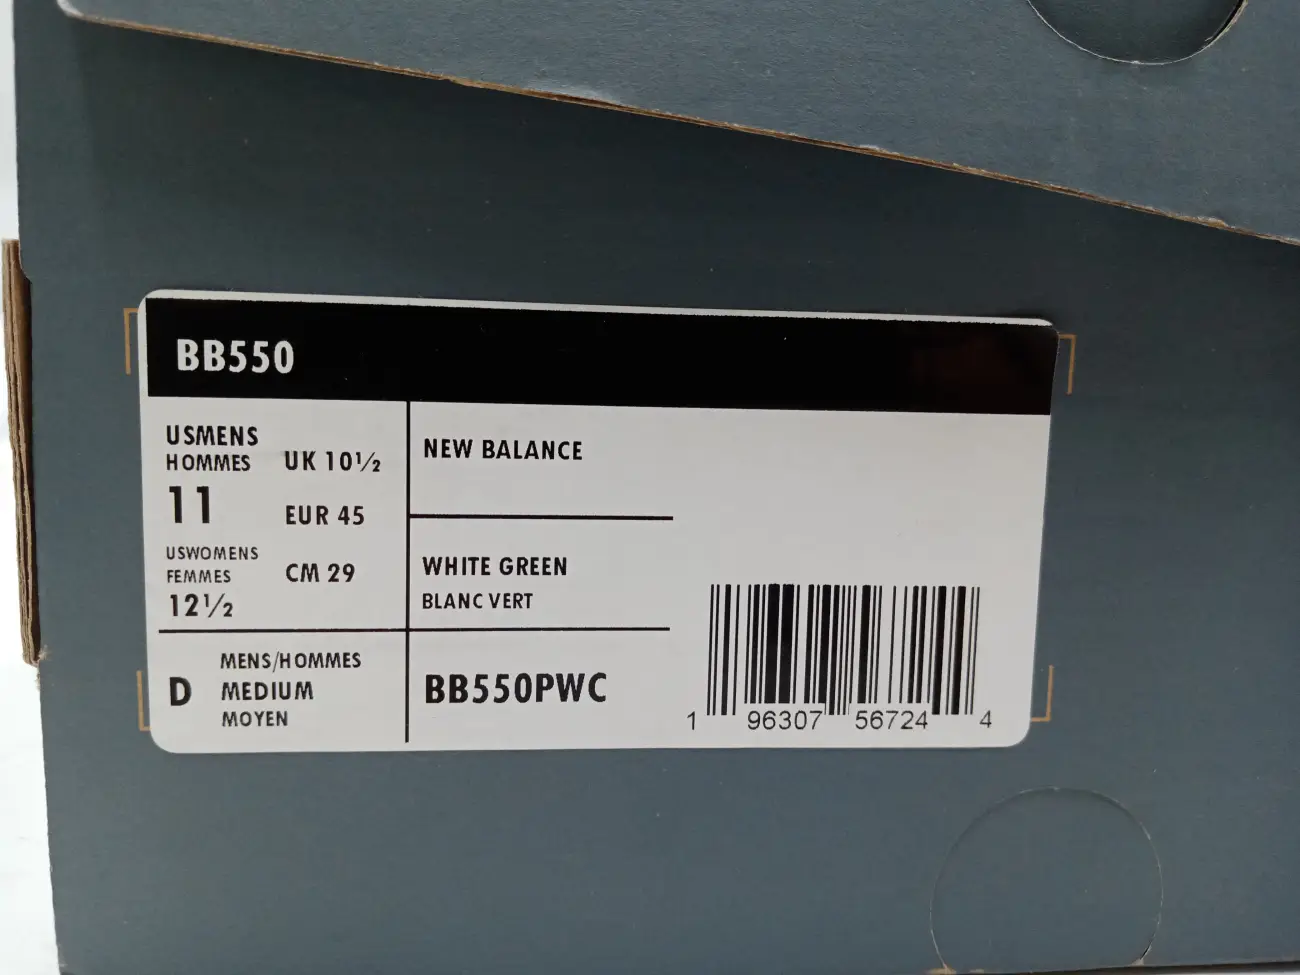 BB550
USMENS
HOMMES
11
UK 10½
EUR 45
USWOMENS
FEMMES
12½
CM 29
NEW BALANCE
WHITE GREEN
BLANC VERT
D
MENS/HOMMES
MEDIUM
MOYEN
BB550PWC
1 96307 56724 4